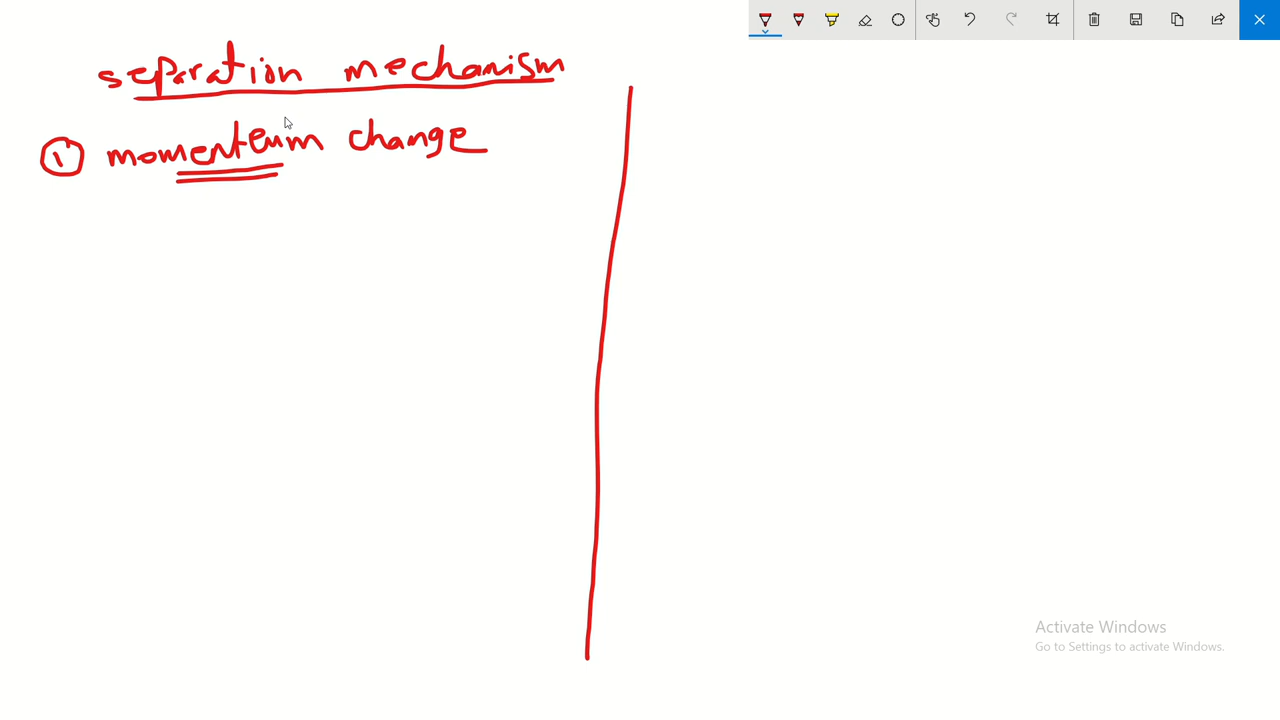 separation mechanism
1 momentum change
Activate Windows
Go to Settings to activate Windows.